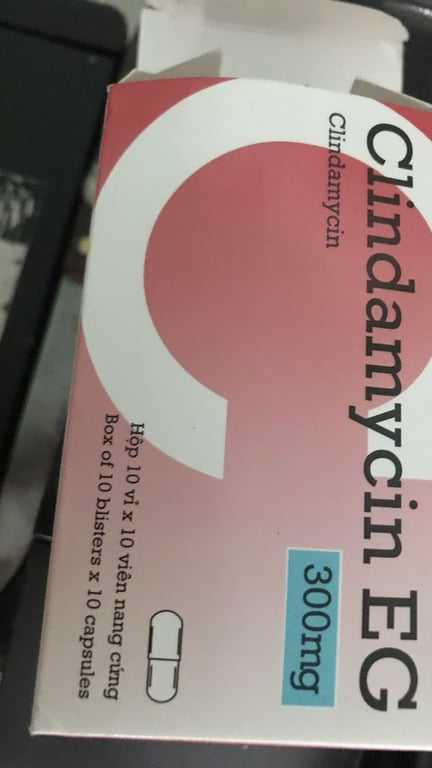 Clindamycin EG
Clindamycin
300mg
Hộp 10 vỉ x 10 viên nang cứng
Box of 10 blisters x 10 capsules